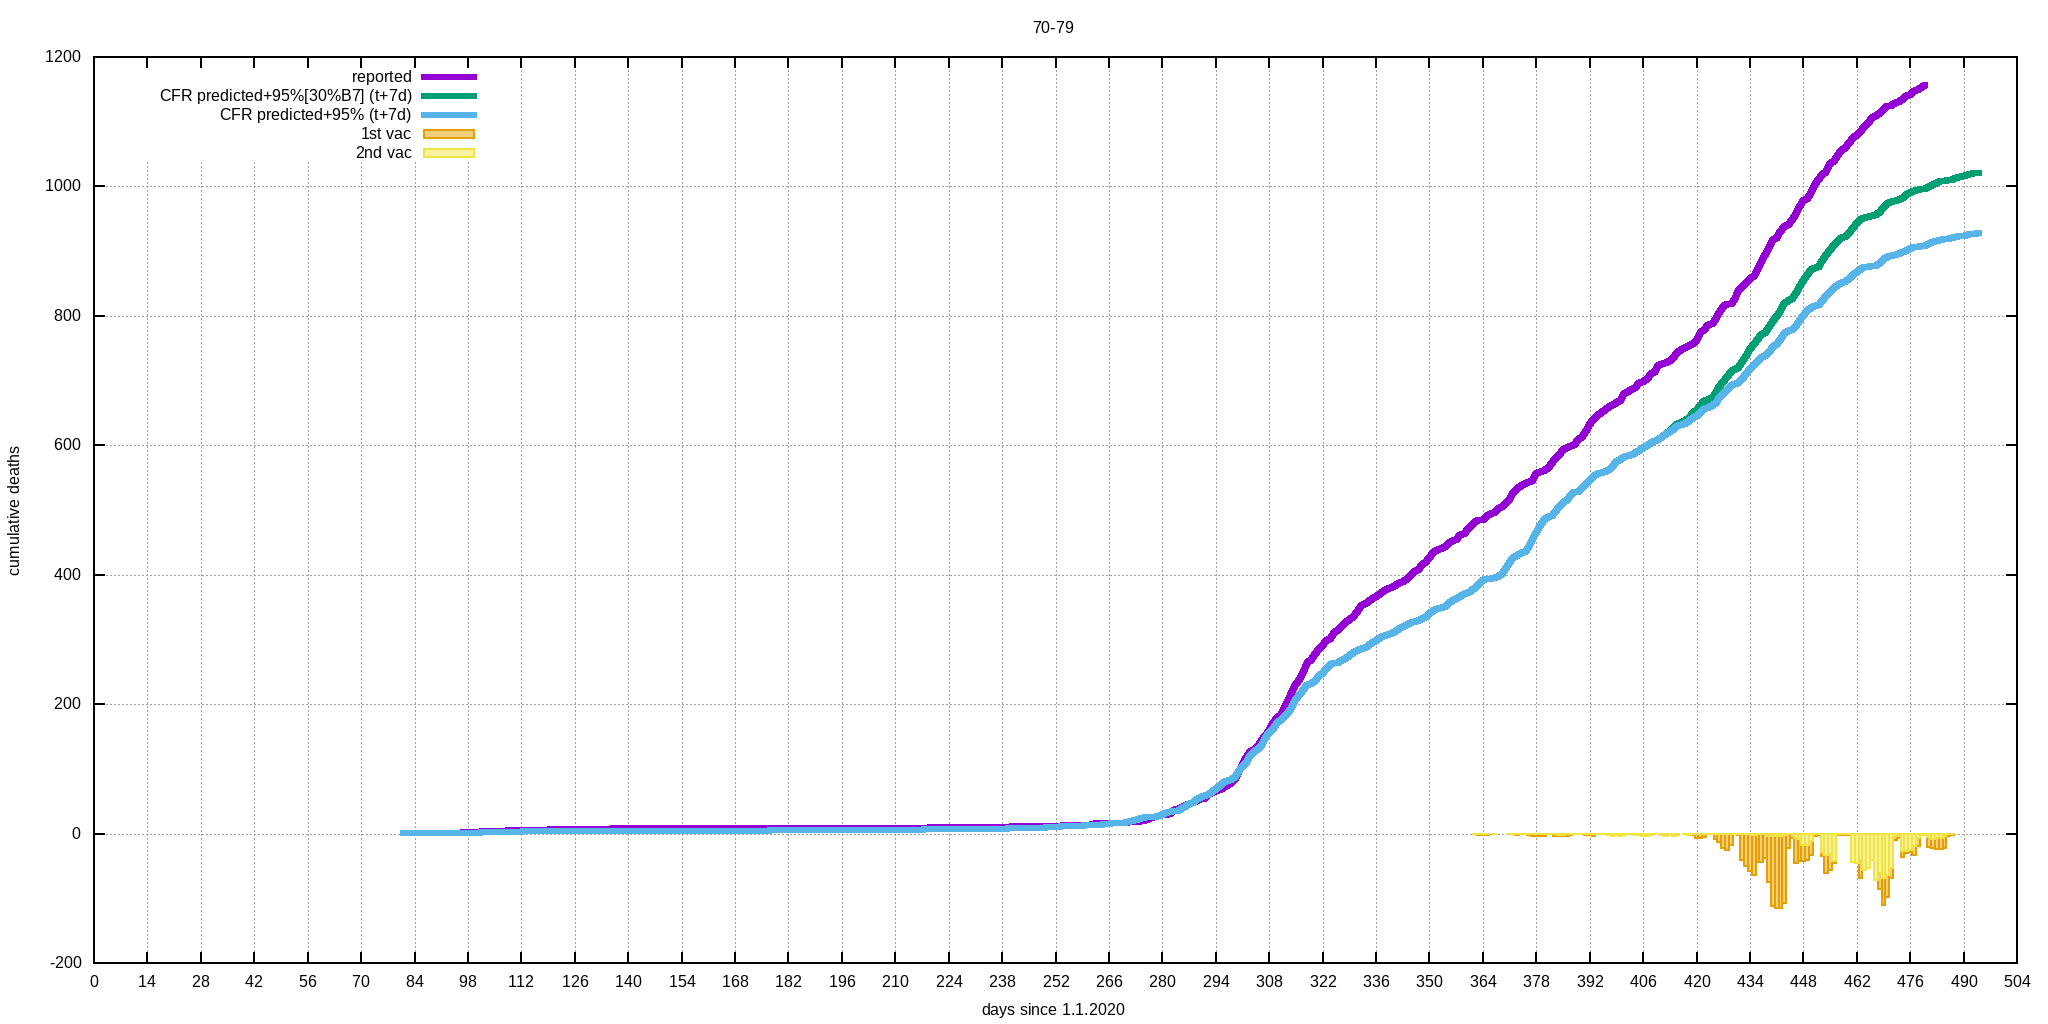 70-79
1200
reported
CFR predicted+95%[30%B7] (t+7d)
CFR predicted+95% (t+7d)
1st vac
2nd vac
1000
800
600
400
200
0
-200
cumulative deaths
0 14 28 42 56 70 84 98 112 126 140 154 168 182 196 210 224 238 252 266 280 294 308 322 336 350 364 378 392 406 420 434 448 462 476 490 504
days since 1.1.2020